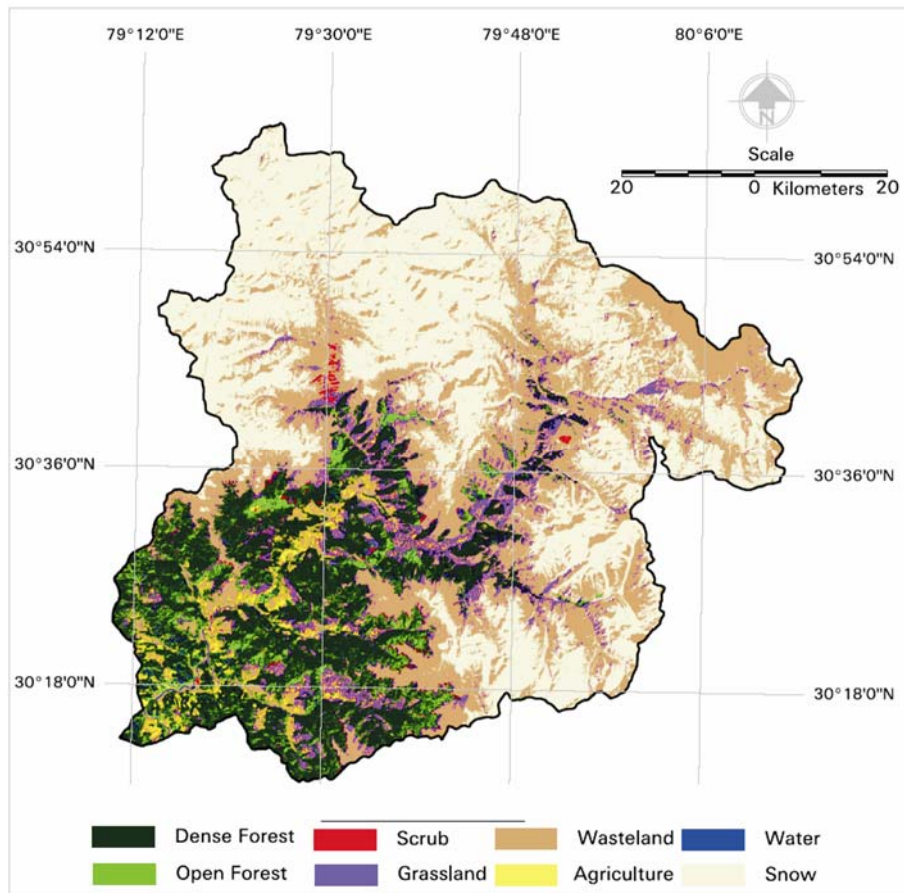 79°12'0"E 79°30'0"E 79°48'0"E 80°6'0"E
N
Scale
20 0 Kilometers 20
30°54'0"N 30°54'0"N
30°36'0"N 30°36'0"N
30°18'0"N 30°18'0"N
Dense Forest Scrub Wasteland Water
Open Forest Grassland Agriculture Snow